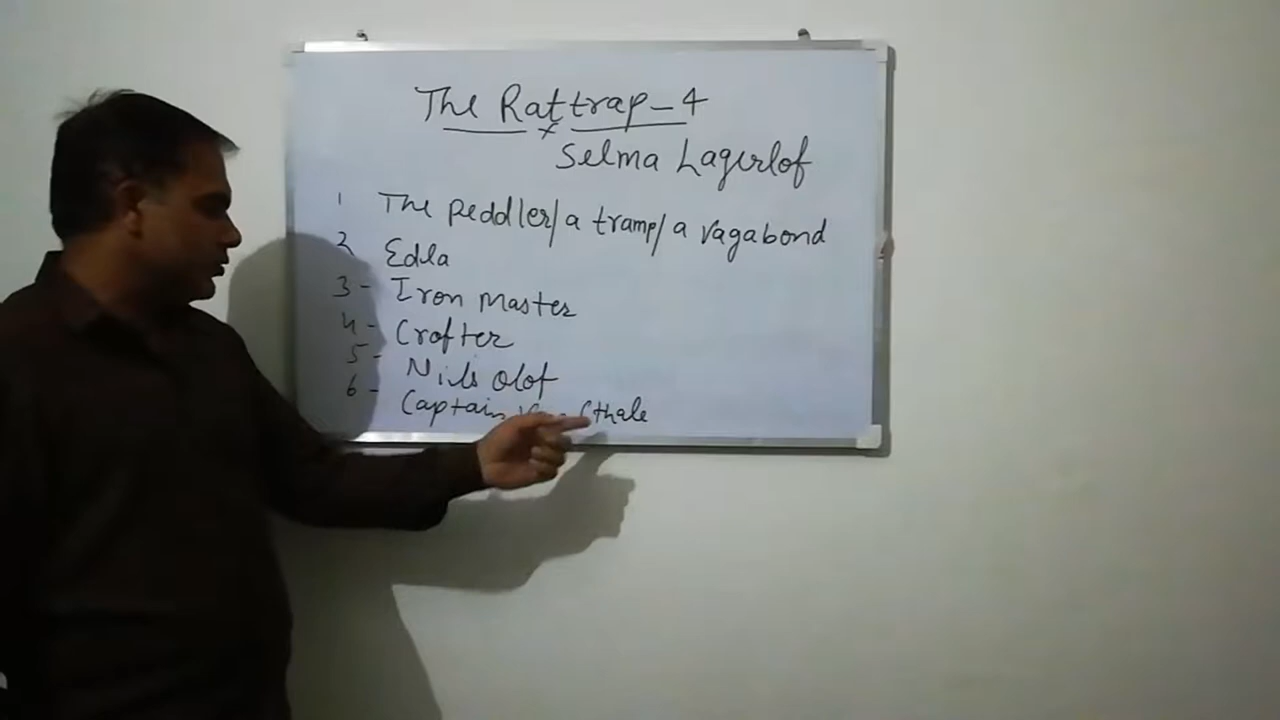 The Rattrap-4
Selma Lagerlof
1 The peddler/a tramp/a vagabond
2 Edla
3- Iron Master
4- Crofter
5- Nils Olof
6- Captain